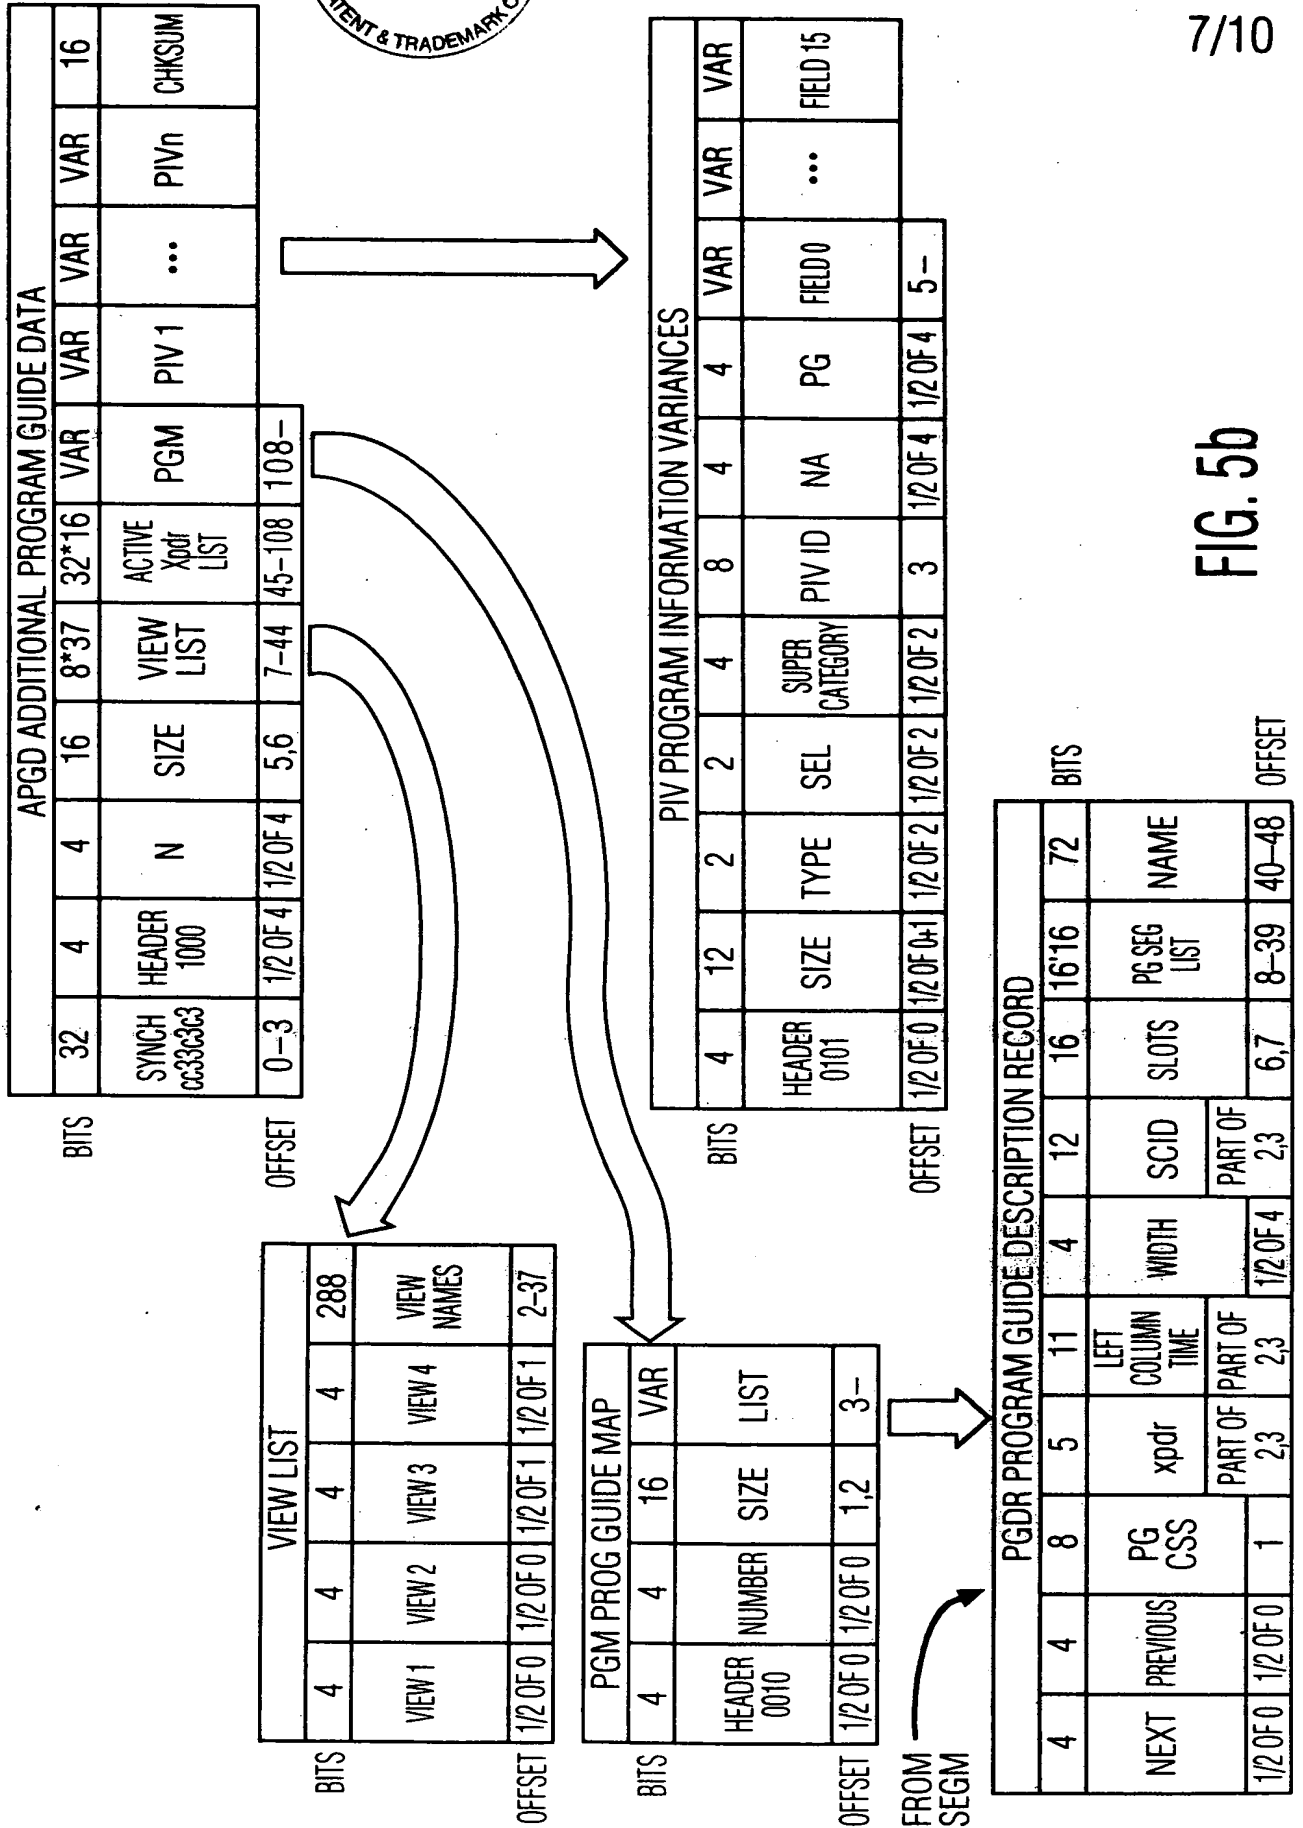 7/10
PATENT & TRADEMARK
APGD ADDITIONAL PROGRAM GUIDE DATA
BITS 32 4 4 16 8*37 32*16 VAR VAR VAR VAR 16
SYNCH cc33c3c3 HEADER 1000 N SIZE VIEW LIST ACTIVE Xpdr LIST PGM PIV 1 ... PIVn CHKSUM
OFFSET 0–3 1/2 OF 4 1/2 OF 4 5,6 7–44 45–108 108–
VIEW LIST
BITS 4 4 4 4 288
VIEW 1 VIEW 2 VIEW 3 VIEW 4 VIEW NAMES
OFFSET 1/2 OF 0 1/2 OF 0 1/2 OF 1 1/2 OF 1 2–37
PGM PROG GUIDE MAP
BITS 4 4 16 VAR
HEADER 0010 NUMBER SIZE LIST
OFFSET 1/2 OF 0 1/2 OF 0 1,2 3–
PIV PROGRAM INFORMATION VARIANCES
BITS 4 12 2 2 4 8 4 4 VAR VAR VAR
HEADER 0101 SIZE TYPE SEL SUPER CATEGORY PIV ID NA PG FIELD 0 ... FIELD 15
OFFSET 1/2 OF 0 1/2 OF 0+1 1/2 OF 2 1/2 OF 2 1/2 OF 2 3 1/2 OF 4 1/2 OF 4 5–
FROM SEGM
PGDR PROGRAM GUIDE DESCRIPTION RECORD
4 4 8 5 11 4 12 16 16'16 72 BITS
NEXT PREVIOUS PG CSS xpdr LEFT COLUMN TIME WIDTH SCID SLOTS PG SEG LIST NAME
1/2 OF 0 1/2 OF 0 1 PART OF 2,3 PART OF 2,3 1/2 OF 4 PART OF 2,3 6,7 8–39 40–48 OFFSET
FIG. 5b